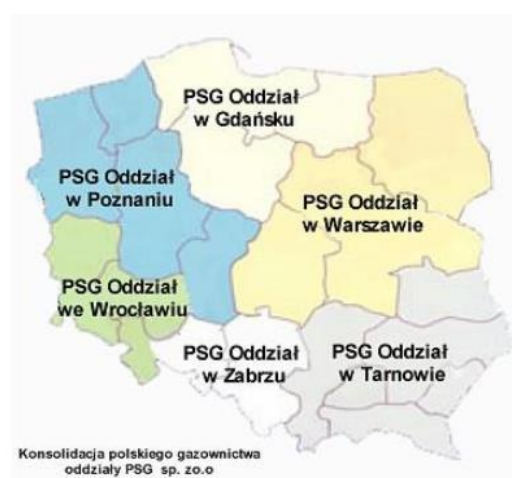 PSG Oddział
w Gdańsku
PSG Oddział
w Poznaniu
PSG Oddział
w Warszawie
PSG Oddział
we Wrocławiu
PSG Oddział
w Zabrzu
PSG Oddział
w Tarnowie
Konsolidacja polskiego gazownictwa
oddziały PSG sp. zo.o